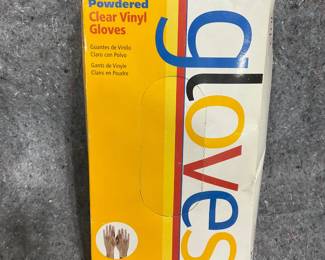 Powdered
Clear Vinyl
Gloves
Guantes de Vinilo
Claro con Polvo
Gants de Vinyle
Clairs en Poudre
gloves